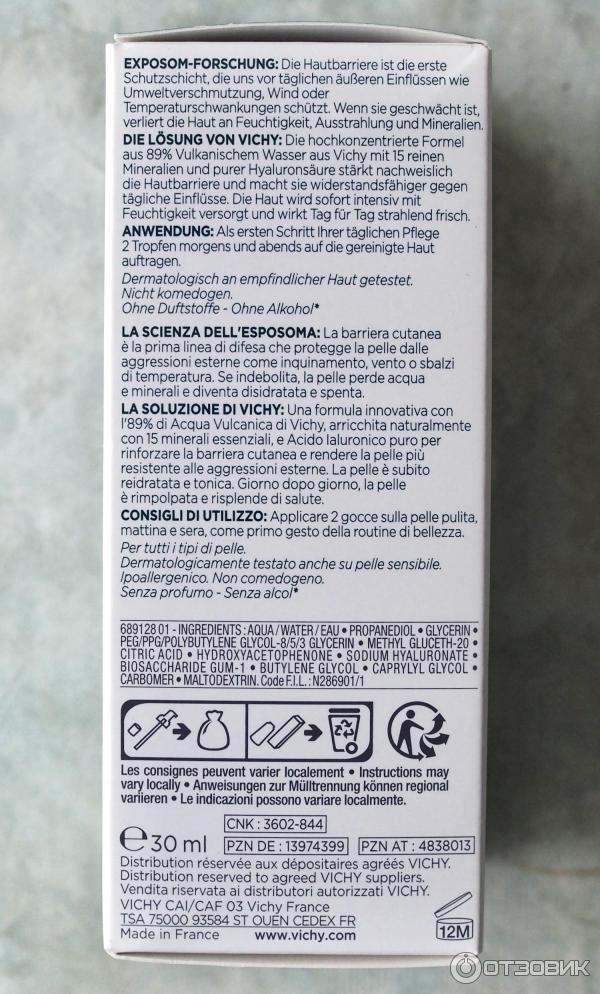 EXPOSOM-FORSCHUNG: Die Hautbarriere ist die erste
Schutzschicht, die uns vor täglichen äußeren Einflüssen wie
Umweltverschmutzung, Wind oder
Temperaturschwankungen schützt. Wenn sie geschwächt ist,
verliert die Haut an Feuchtigkeit, Ausstrahlung und Mineralien.
DIE LÖSUNG VON VICHY: Die hochkonzentrierte Formel
aus 89% Vulkanischem Wasser aus Vichy mit 15 reinen
Mineralien und purer Hyaluronsäure stärkt nachweislich
die Hautbarriere und macht sie widerstandsfähiger gegen
tägliche Einflüsse. Die Haut wird sofort intensiv mit
Feuchtigkeit versorgt und wirkt Tag für Tag strahlend frisch.
ANWENDUNG: Als ersten Schritt Ihrer täglichen Pflege
2 Tropfen morgens und abends auf die gereinigte Haut
auftragen.
Dermatologisch an empfindlicher Haut getestet.
Nicht komedogen.
Ohne Duftstoffe - Ohne Alkohol*
LA SCIENZA DELL'ESPOSOMA: La barriera cutanea
è la prima linea di difesa che protegge la pelle dalle
aggressioni esterne come inquinamento, vento o sbalzi
di temperatura. Se indebolita, la pelle perde acqua
e minerali e diventa disidratata e spenta.
LA SOLUZIONE DI VICHY: Una formula innovativa con
l'89% di Acqua Vulcanica di Vichy, arricchita naturalmente
con 15 minerali essenziali, e Acido Ialuronico puro per
rinforzare la barriera cutanea e rendere la pelle più
resistente alle aggressioni esterne. La pelle è subito
reidratata e tonica. Giorno dopo giorno, la pelle
è rimpolpata e risplende di salute.
CONSIGLI DI UTILIZZO: Applicare 2 gocce sulla pelle pulita,
mattina e sera, come primo gesto della routine di bellezza.
Per tutti i tipi di pelle.
Dermatologicamente testato anche su pelle sensibile.
Ipoallergenico. Non comedogeno.
Senza profumo - Senza alcol*
689128 01 - INGREDIENTS : AQUA / WATER / EAU • PROPANEDIOL • GLYCERIN •
PEG/PPG/POLYBUTYLENE GLYCOL-8/5/3 GLYCERIN • METHYL GLUCETH-20 •
CITRIC ACID • HYDROXYACETOPHENONE • SODIUM HYALURONATE •
BIOSACCHARIDE GUM-1 • BUTYLENE GLYCOL • CAPRYLYL GLYCOL •
CARBOMER • MALTODEXTRIN. Code F.I.L. : N286901/1
Les consignes peuvent varier localement • Instructions may
vary locally • Anweisungen zur Mülltrennung können regional
variieren • Le indicazioni possono variare localmente.
CNK : 3602-844
℮ 30 ml PZN DE : 13974399 PZN AT : 4838013
Distribution réservée aux dépositaires agréés VICHY.
Distribution reserved to agreed VICHY suppliers.
Vendita riservata ai distributori autorizzati VICHY.
VICHY CAI/CAF 03 Vichy France
TSA 75000 93584 ST OUEN CEDEX FR
Made in France www.vichy.com
12M
ОТЗОВИК